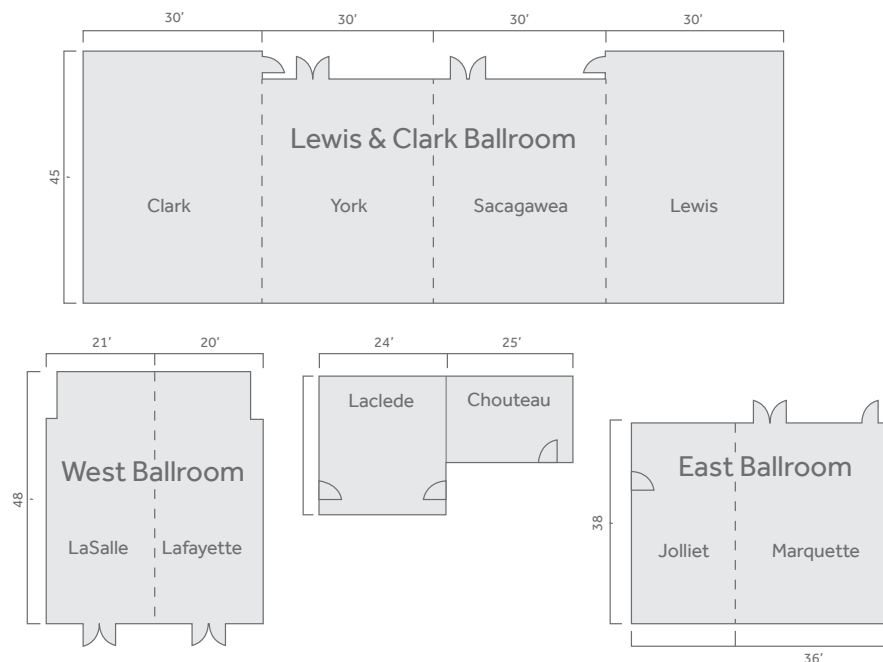 30’ 30’ 30’ 30’
45’
Lewis & Clark Ballroom
Clark York Sacagawea Lewis
21’ 20’
48’
West Ballroom
LaSalle Lafayette
24’ 25’
Laclede Chouteau
38’
East Ballroom
Jolliet Marquette
36’